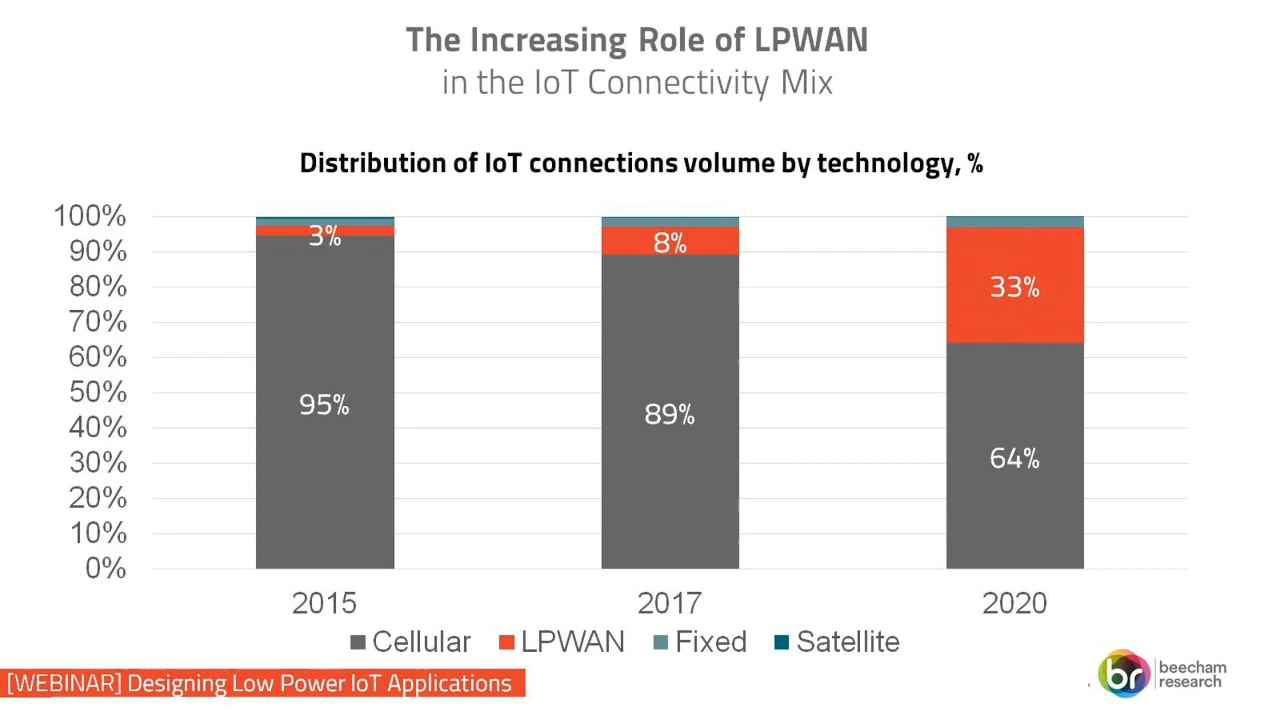 The Increasing Role of LPWAN
in the IoT Connectivity Mix
Distribution of IoT connections volume by technology, %
100%
90%
80%
70%
60%
50%
40%
30%
20%
10%
0%
3%
95%
8%
89%
33%
64%
2015 2017 2020
Cellular LPWAN Fixed Satellite
[WEBINAR] Designing Low Power IoT Applications
br
beecham
research